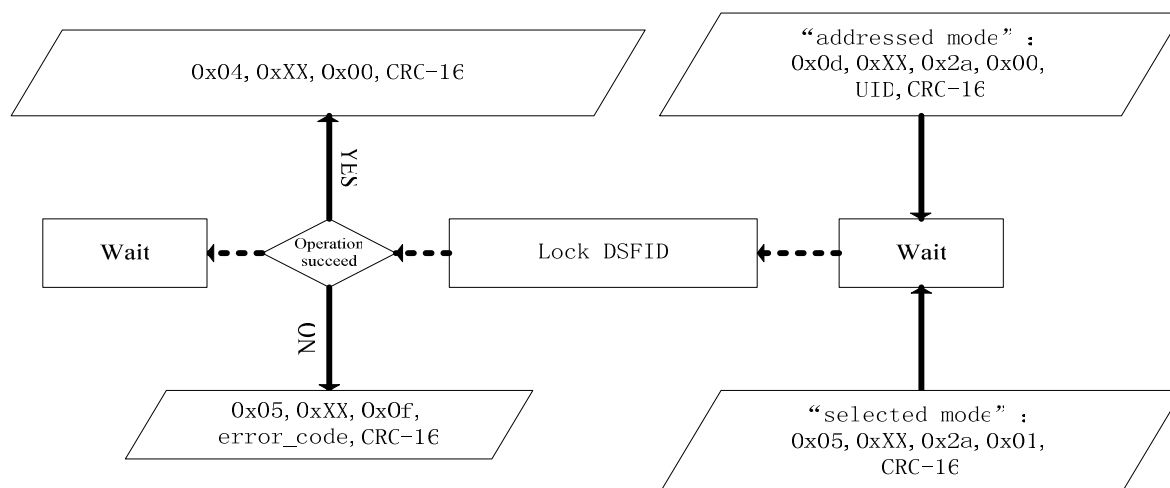 0x04, 0xXX, 0x00, CRC-16
“addressed mode” :
0x0d, 0xXX, 0x2a, 0x00,
UID, CRC-16
YES
Wait
Operation
succeed
Lock DSFID
Wait
ON
0x05, 0xXX, 0x0f,
error_code, CRC-16
“selected mode” :
0x05, 0xXX, 0x2a, 0x01,
CRC-16